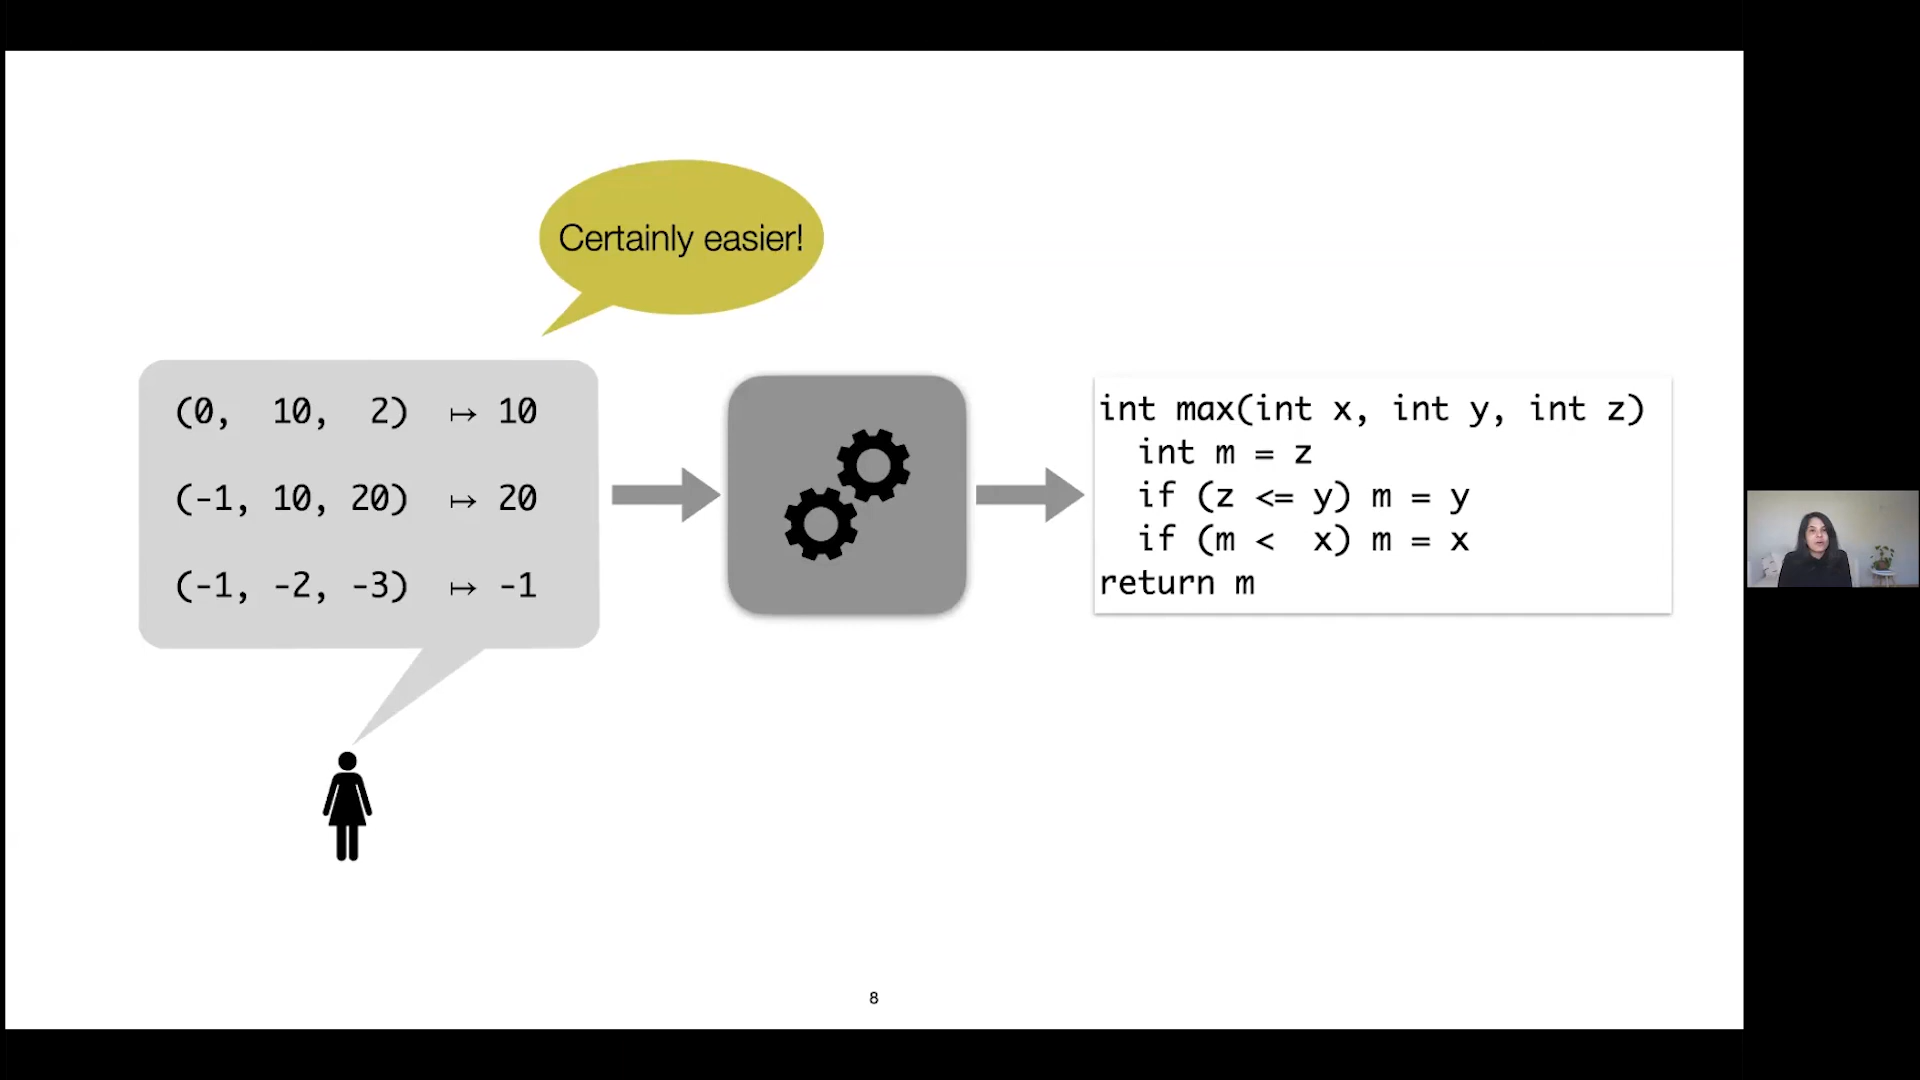 Certainly easier!
(0, 10, 2) ↦ 10
(-1, 10, 20) ↦ 20
(-1, -2, -3) ↦ -1
int max(int x, int y, int z)
int m = z
if (z <= y) m = y
if (m < x) m = x
return m
8